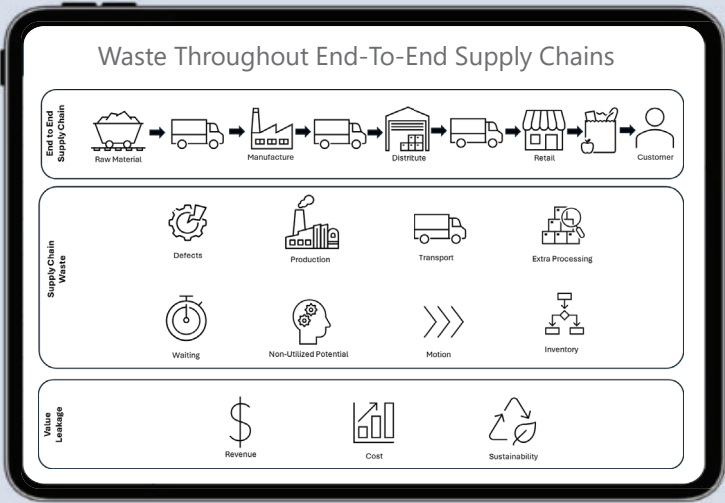 Waste Throughout End-To-End Supply Chains
End to End
Supply Chain
Raw Material
Manufacture
Distritute
Retail
Customer
Supply Chain
Waste
Defects
Production
Transport
Extra Processing
Waiting
Non-Utilized Potential
Motion
Inventory
Value
Leakage
Revenue
Cost
Sustainability